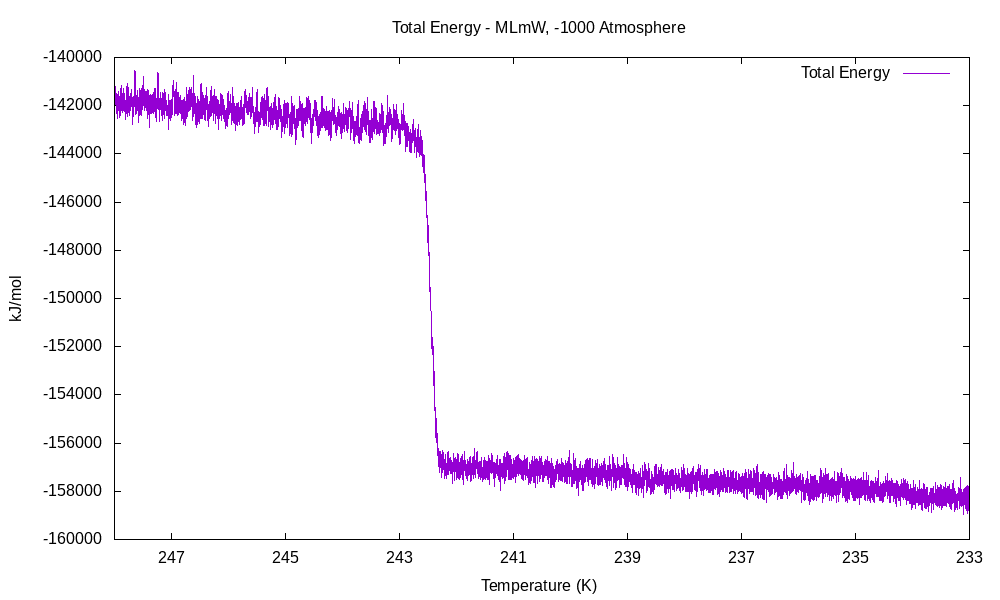 Total Energy - MLmW, -1000 Atmosphere
Total Energy
kJ/mol
-140000
-142000
-144000
-146000
-148000
-150000
-152000
-154000
-156000
-158000
-160000
247 245 243 241 239 237 235 233
Temperature (K)